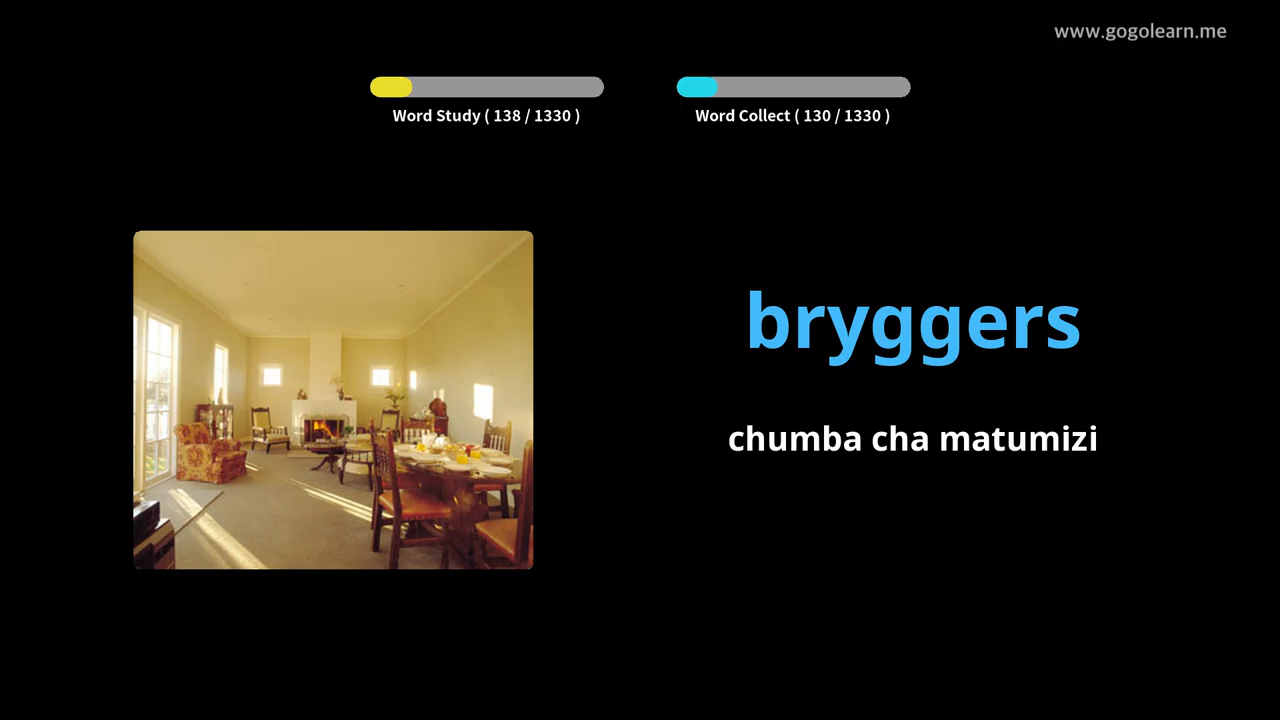 www.gogolearn.me
Word Study ( 138 / 1330 )
Word Collect ( 130 / 1330 )
bryggers
chumba cha matumizi